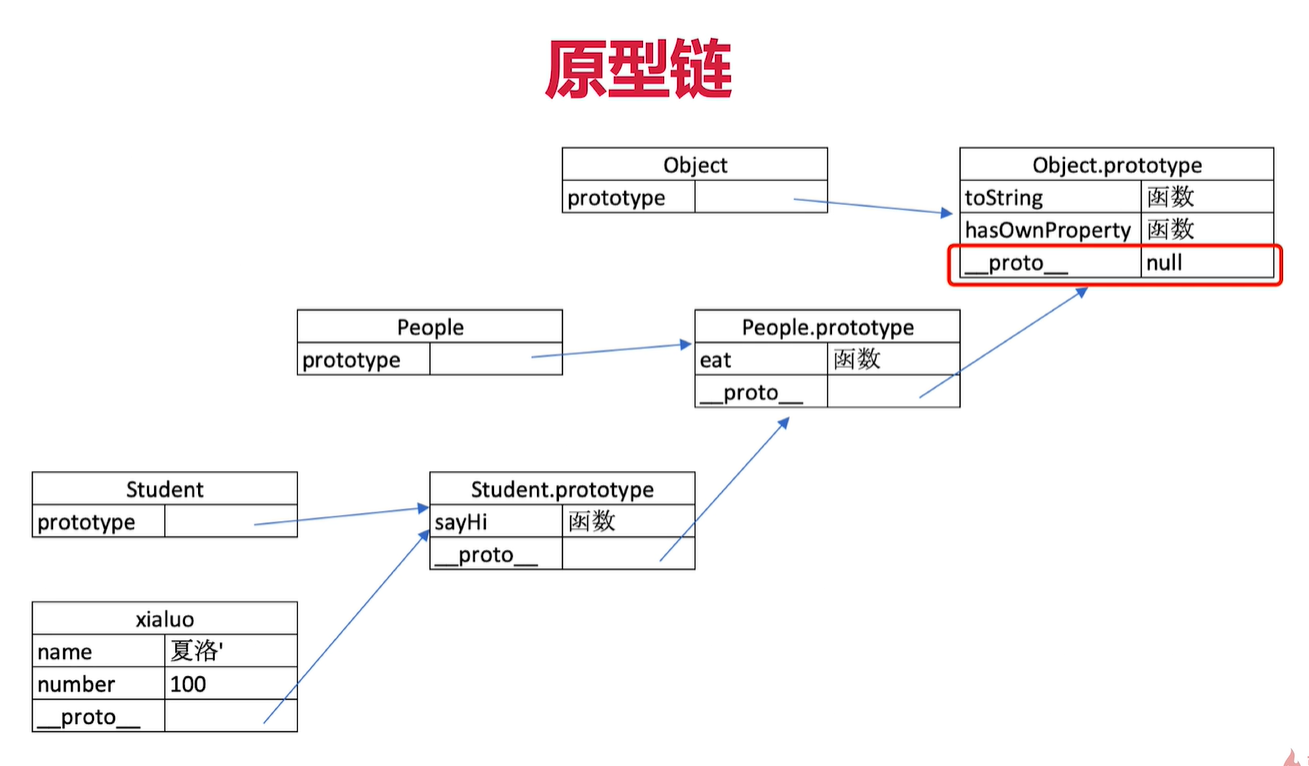 原型链
Object
prototype
Object.prototype
toString 函数
hasOwnProperty 函数
__proto__ null
People
prototype
People.prototype
eat 函数
__proto__
Student
prototype
Student.prototype
sayHi 函数
__proto__
xialuo
name 夏洛'
number 100
__proto__